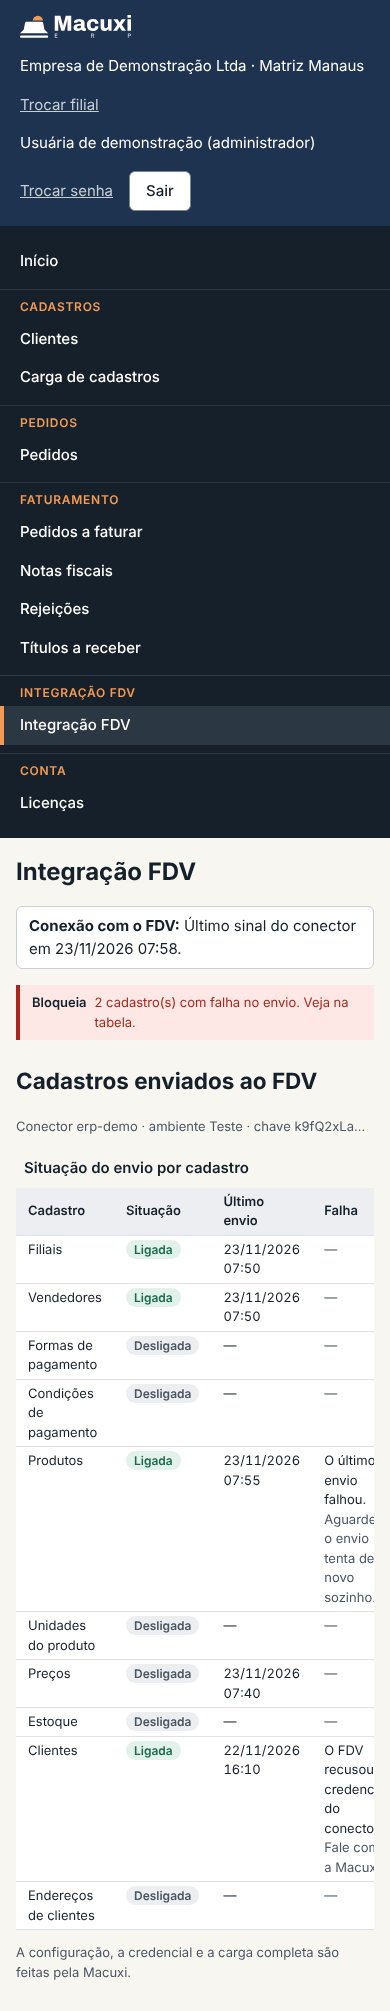 Macuxi
E R P
Empresa de Demonstração Ltda · Matriz Manaus
Trocar filial
Usuária de demonstração (administrador)
Trocar senha Sair
Início
CADASTROS
Clientes
Carga de cadastros
PEDIDOS
Pedidos
FATURAMENTO
Pedidos a faturar
Notas fiscais
Rejeições
Títulos a receber
INTEGRAÇÃO FDV
Integração FDV
CONTA
Licenças
Integração FDV
Conexão com o FDV: Último sinal do conector
em 23/11/2026 07:58.
Bloqueia 2 cadastro(s) com falha no envio. Veja na
tabela.
Cadastros enviados ao FDV
Conector erp-demo · ambiente Teste · chave k9fQ2xLa…
Situação do envio por cadastro
Cadastro Situação Último envio Falha
Filiais Ligada 23/11/2026 07:50 —
Vendedores Ligada 23/11/2026 07:50 —
Formas de pagamento Desligada — —
Condições de pagamento Desligada — —
Produtos Ligada 23/11/2026 07:55 O último envio falhou. Aguarde o envio tenta de novo sozinho.
Unidades do produto Desligada — —
Preços Desligada 23/11/2026 07:40 —
Estoque Desligada — —
Clientes Ligada 22/11/2026 16:10 O FDV recusou do Fale a
Endereços de clientes Desligada — —
A configuração, a credencial e a carga completa são
feitas pela Macuxi.